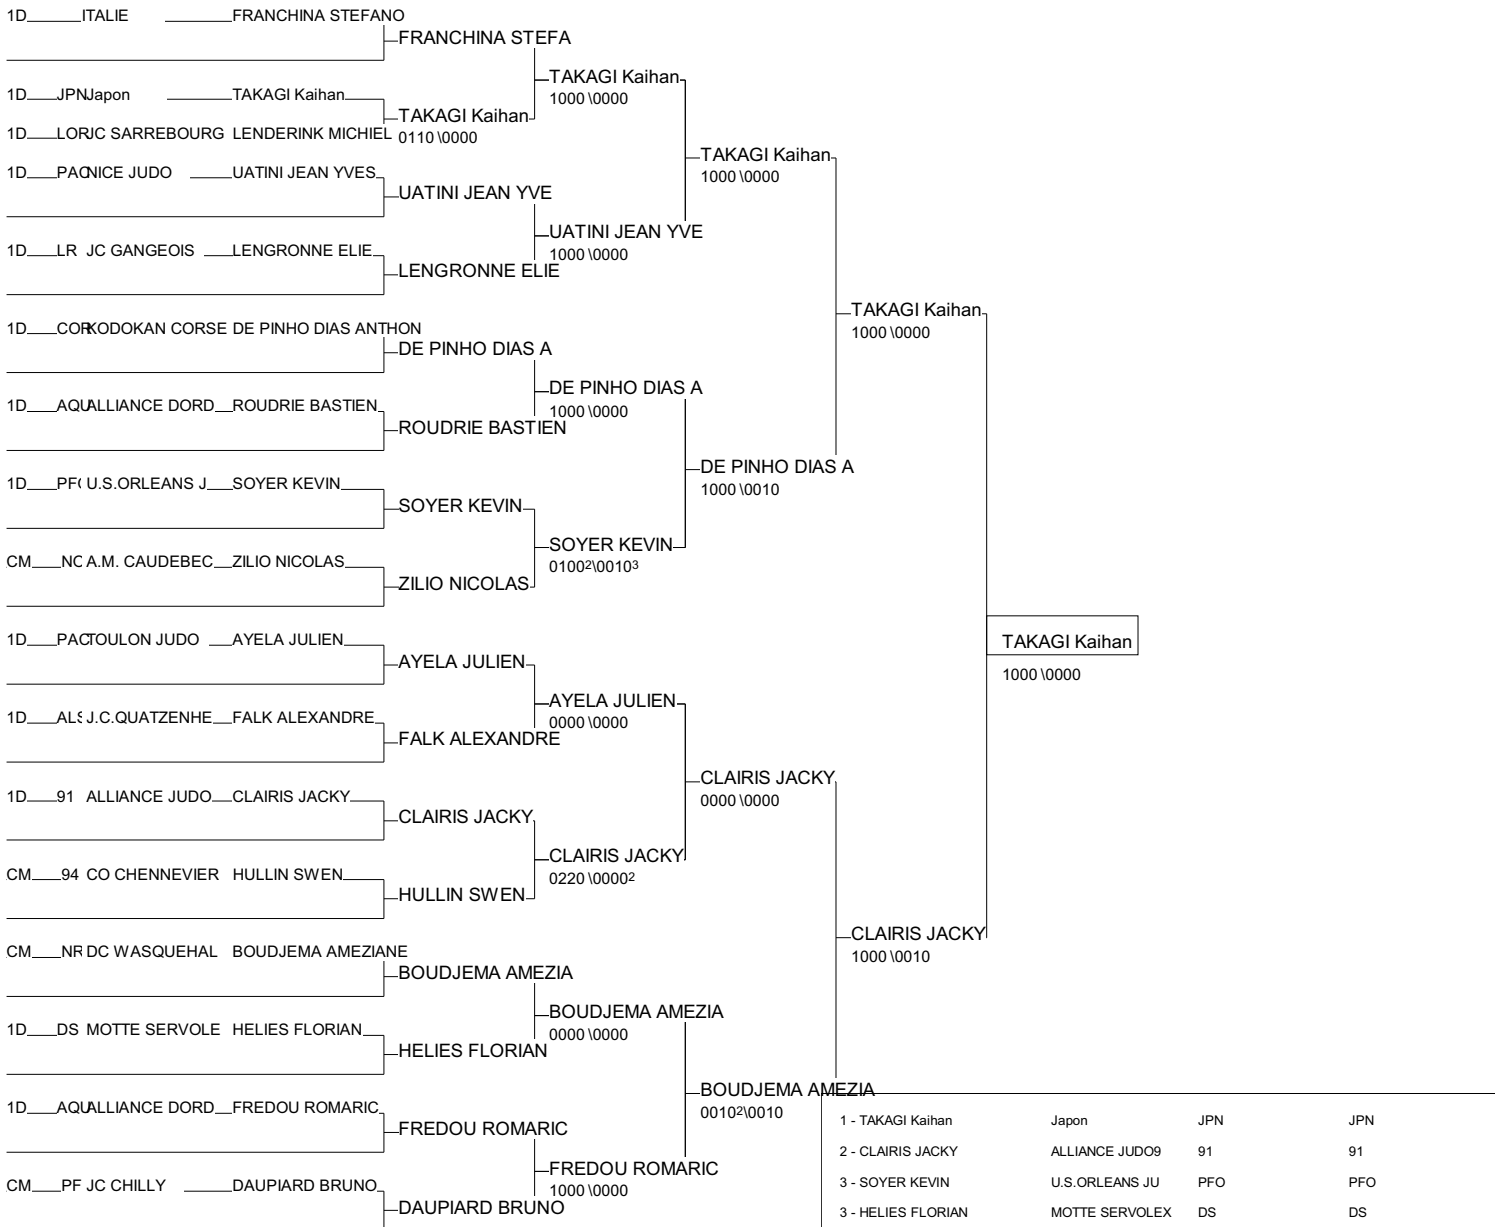 1D ITALIE FRANCHINA STEFANO
FRANCHINA STEFA
TAKAGI Kaihan
1000 \0000
1D JPN Japon TAKAGI Kaihan
TAKAGI Kaihan
0110 \0000
1D LOR JC SARREBOURG LENDERINK MICHIEL
TAKAGI Kaihan
1000 \0000
1D PAC NICE JUDO UATINI JEAN YVES
UATINI JEAN YVE
UATINI JEAN YVE
1000 \0000
1D LR JC GANGEOIS LENGRONNE ELIE
LENGRONNE ELIE
TAKAGI Kaihan
1000 \0000
1D COR KODOKAN CORSE DE PINHO DIAS ANTHON
DE PINHO DIAS A
DE PINHO DIAS A
1000 \0000
1D AQU ALLIANCE DORD ROUDRIE BASTIEN
ROUDRIE BASTIEN
DE PINHO DIAS A
1000 \0010
1D PF( U.S.ORLEANS J SOYER KEVIN
SOYER KEVIN
SOYER KEVIN
0100²\0010³
CM NC A.M. CAUDEBEC ZILIO NICOLAS
ZILIO NICOLAS
TAKAGI Kaihan
1000 \0000
1D PAC TOULON JUDO AYELA JULIEN
AYELA JULIEN
AYELA JULIEN
0000 \0000
1D ALS J.C.QUATZENHE FALK ALEXANDRE
FALK ALEXANDRE
CLAIRIS JACKY
0000 \0000
1D 91 ALLIANCE JUDO CLAIRIS JACKY
CLAIRIS JACKY
CLAIRIS JACKY
0220 \0000²
CM 94 CO CHENNEVIER HULLIN SWEN
HULLIN SWEN
CLAIRIS JACKY
1000 \0010
CM NR DC WASQUEHAL BOUDJEMA AMEZIANE
BOUDJEMA AMEZIA
BOUDJEMA AMEZIA
0000 \0000
1D DS MOTTE SERVOLE HELIES FLORIAN
HELIES FLORIAN
BOUDJEMA AMEZIA
0010²\0010
1D AQU ALLIANCE DORD FREDOU ROMARIC
FREDOU ROMARIC
FREDOU ROMARIC
1000 \0000
CM PF JC CHILLY DAUPIARD BRUNO
DAUPIARD BRUNO
1 - TAKAGI Kaihan Japon JPN JPN
2 - CLAIRIS JACKY ALLIANCE JUDO9 91 91
3 - SOYER KEVIN U.S.ORLEANS JU PFO PFO
3 - HELIES FLORIAN MOTTE SERVOLEX DS DS